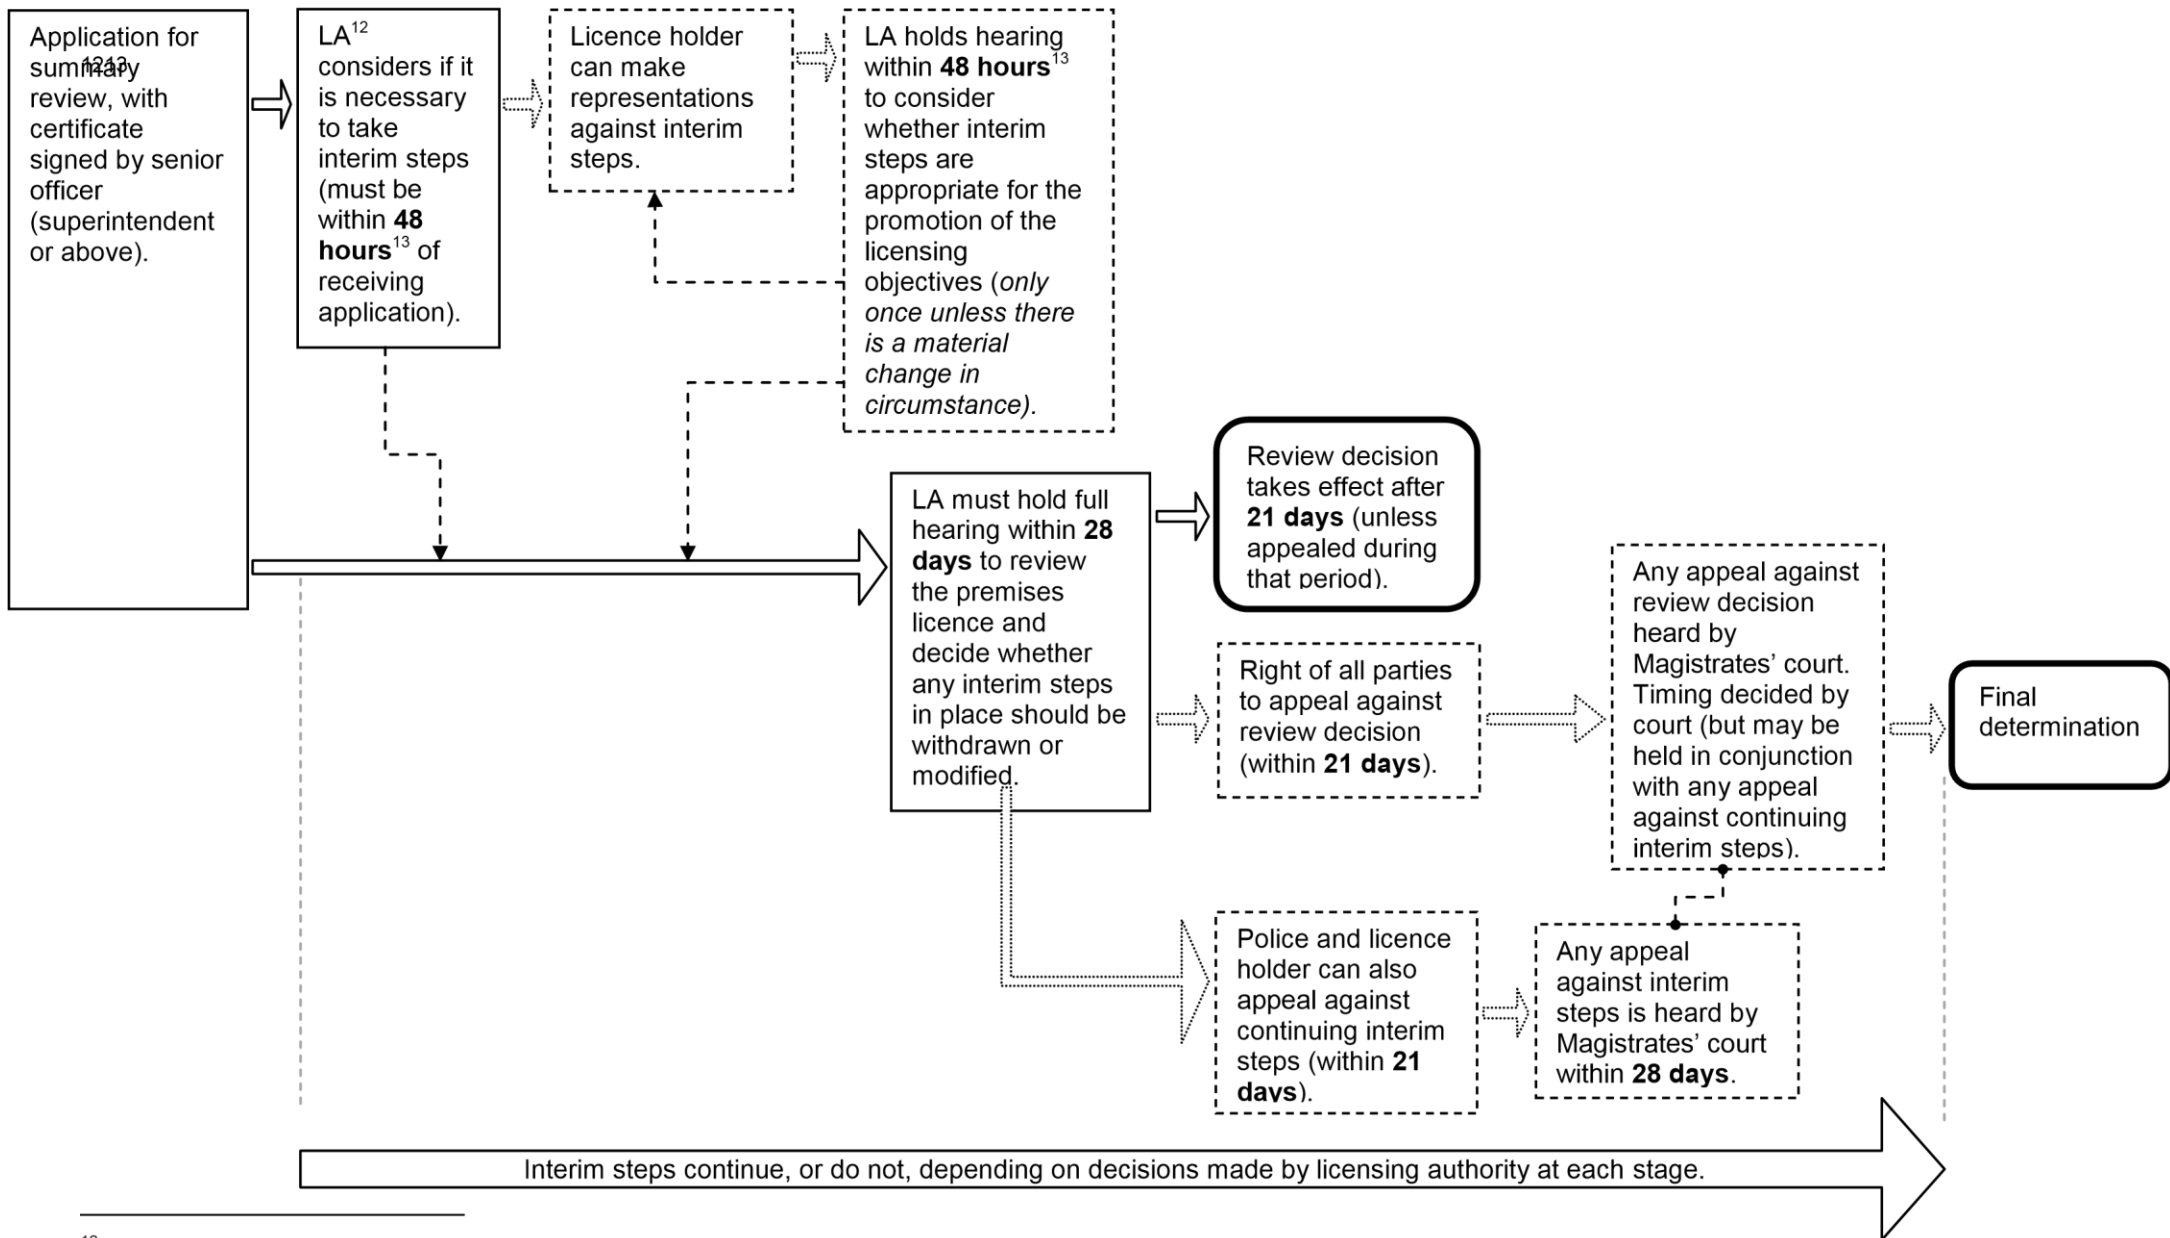 Application for
summary
1213
review, with
certificate
signed by senior
officer
(superintendent
or above).
LA12
considers if it
is necessary
to take
interim steps
(must be
within 48
hours13 of
receiving
application).
Licence holder
can make
representations
against interim
steps.
LA holds hearing
within 48 hours13
to consider
whether interim
steps are
appropriate for the
promotion of the
licensing
objectives (only
once unless there
is a material
change in
circumstance).
LA must hold full
hearing within 28
days to review
the premises
licence and
decide whether
any interim steps
in place should be
withdrawn or
modified.
Review decision
takes effect after
21 days (unless
appealed during
that period).
Right of all parties
to appeal against
review decision
(within 21 days).
Any appeal against
review decision
heard by
Magistrates’ court.
Timing decided by
court (but may be
held in conjunction
with any appeal
against continuing
interim steps).
Final
determination
Police and licence
holder can also
appeal against
continuing interim
steps (within 21
days).
Any appeal
against interim
steps is heard by
Magistrates’ court
within 28 days.
Interim steps continue, or do not, depending on decisions made by licensing authority at each stage.